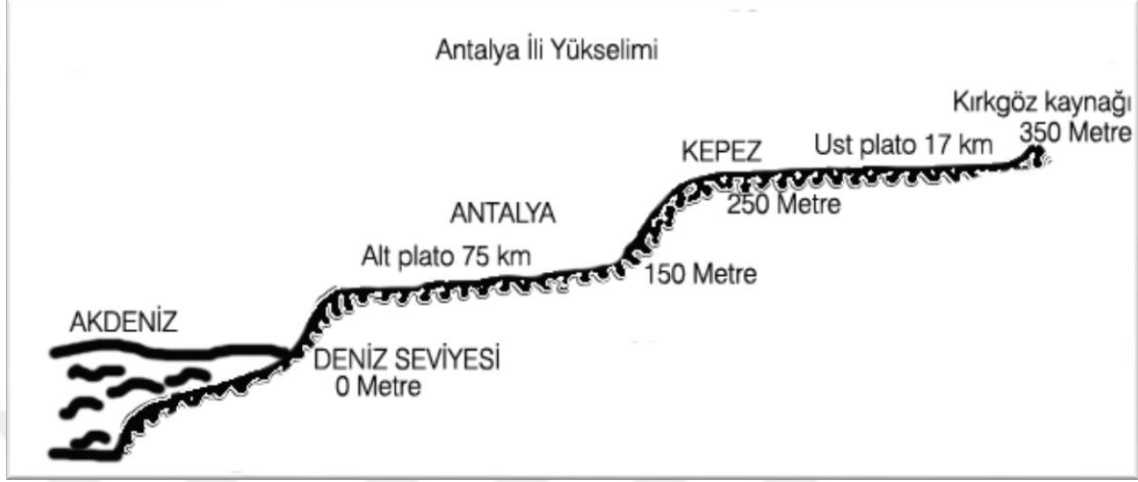 Antalya İli Yükselimi
Kırkgöz kaynağı
350 Metre
Ust plato 17 km
KEPEZ
250 Metre
ANTALYA
Alt plato 75 km
150 Metre
AKDENİZ
DENİZ SEVİYESİ
0 Metre